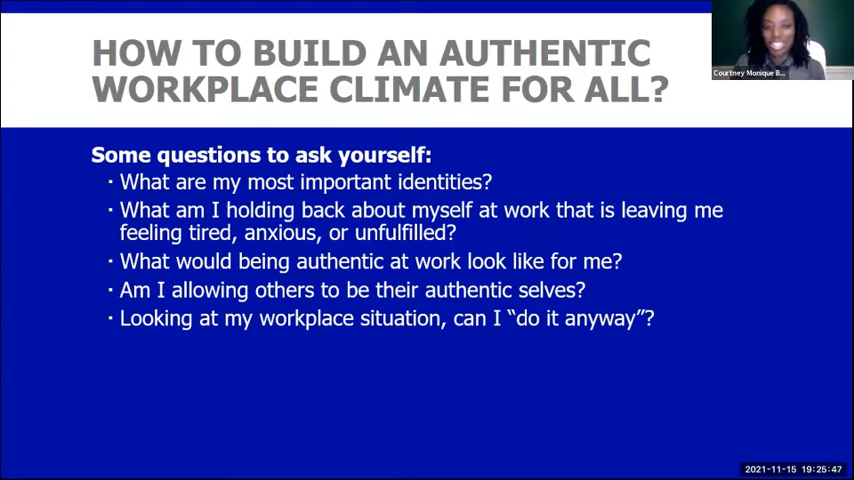 HOW TO BUILD AN AUTHENTIC
WORKPLACE CLIMATE FOR ALL?
Courtney Monique B...
Some questions to ask yourself:
· What are my most important identities?
· What am I holding back about myself at work that is leaving me
feeling tired, anxious, or unfulfilled?
· What would being authentic at work look like for me?
· Am I allowing others to be their authentic selves?
· Looking at my workplace situation, can I “do it anyway”?
2021-11-15 19:25:47